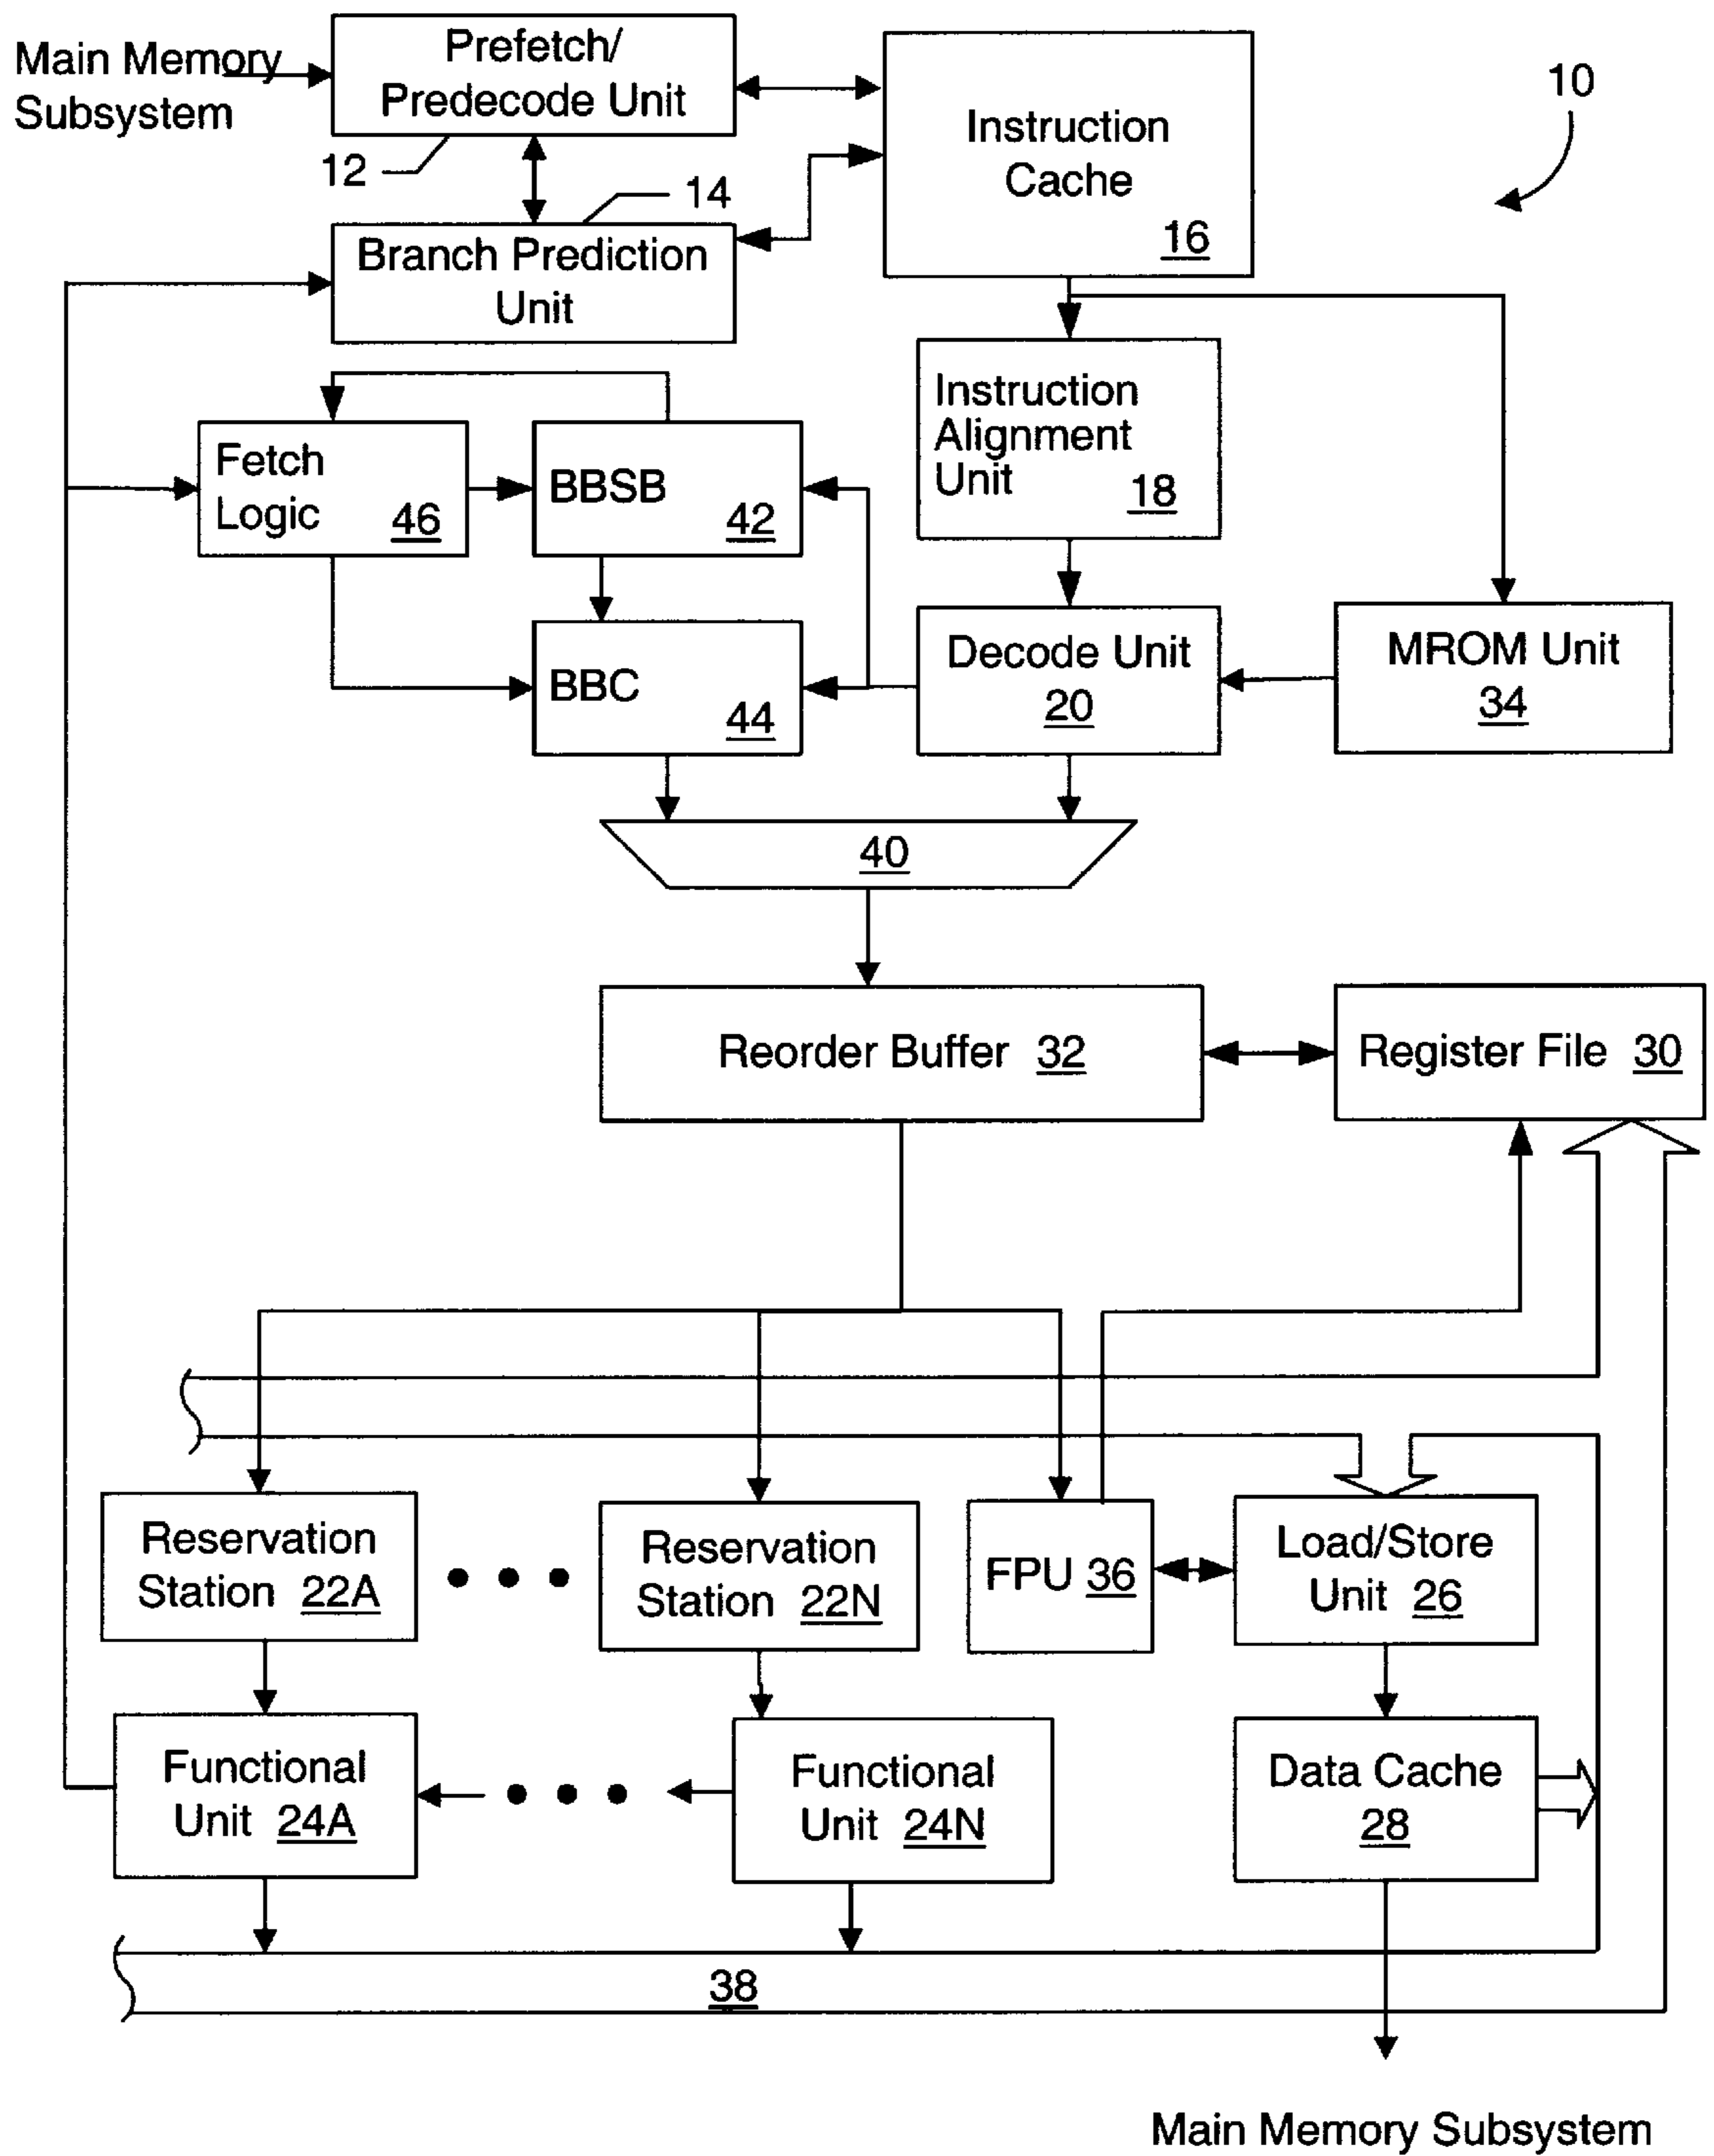 Main Memory
Subsystem
Prefetch/
Predecode Unit
12
14
Instruction
Cache
16
10
Branch Prediction
Unit
Instruction
Alignment
Unit
18
Fetch
Logic
46
BBSB
42
BBC
44
Decode Unit
20
MROM Unit
34
40
Reorder Buffer 32
Register File 30
Reservation
Station 22A
Reservation
Station 22N
FPU 36
Load/Store
Unit 26
Functional
Unit 24A
Functional
Unit 24N
Data Cache
28
38
Main Memory Subsystem